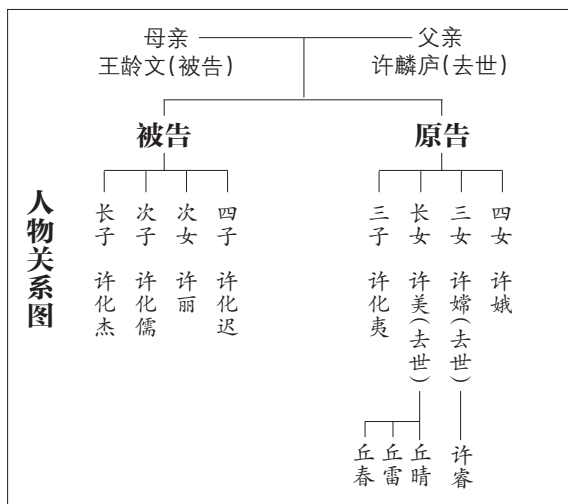 母亲
王龄文(被告)
父亲
许麟庐(去世)
被告
原告
人物关系图
长子 许化杰
次子 许化儒
次女 许丽
四子 许化迟
三子 许化夷
长女 许美(去世)
三女 许嫦(去世)
四女 许娥
丘春
丘雷
丘晴
许睿